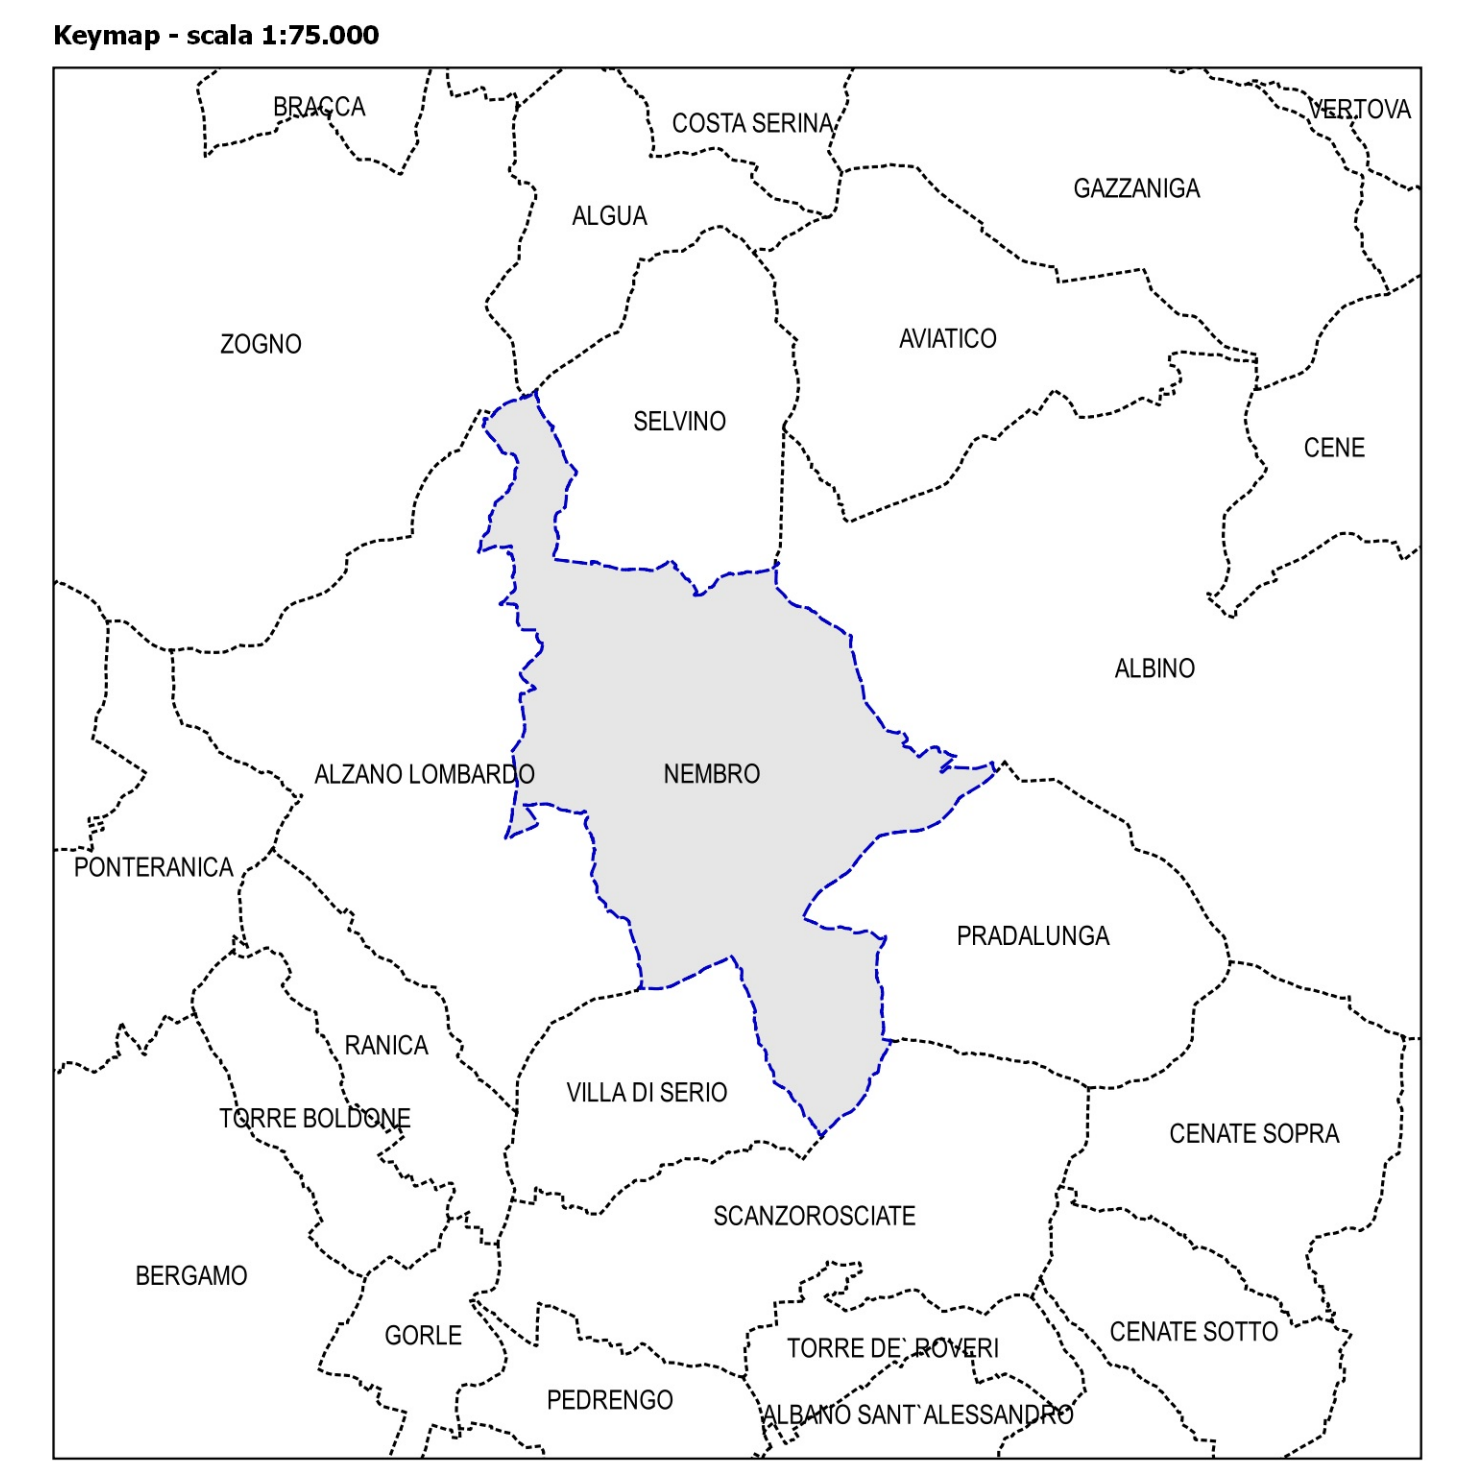 Keymap - scala 1:75.000
BRACCA
VERTOVA
COSTA SERINA
GAZZANIGA
ALGUA
AVIATICO
ZOGNO
SELVINO
CENE
ALBINO
ALZANO LOMBARDO
NEMBRO
PONTERANICA
PRADALUNGA
RANICA
VILLA DI SERIO
TORRE BOLDONE
CENATE SOPRA
SCANZOROSCIATE
BERGAMO
CENATE SOTTO
GORLE
TORRE DE` ROVERI
PEDRENGO
ALBANO SANT`ALESSANDRO